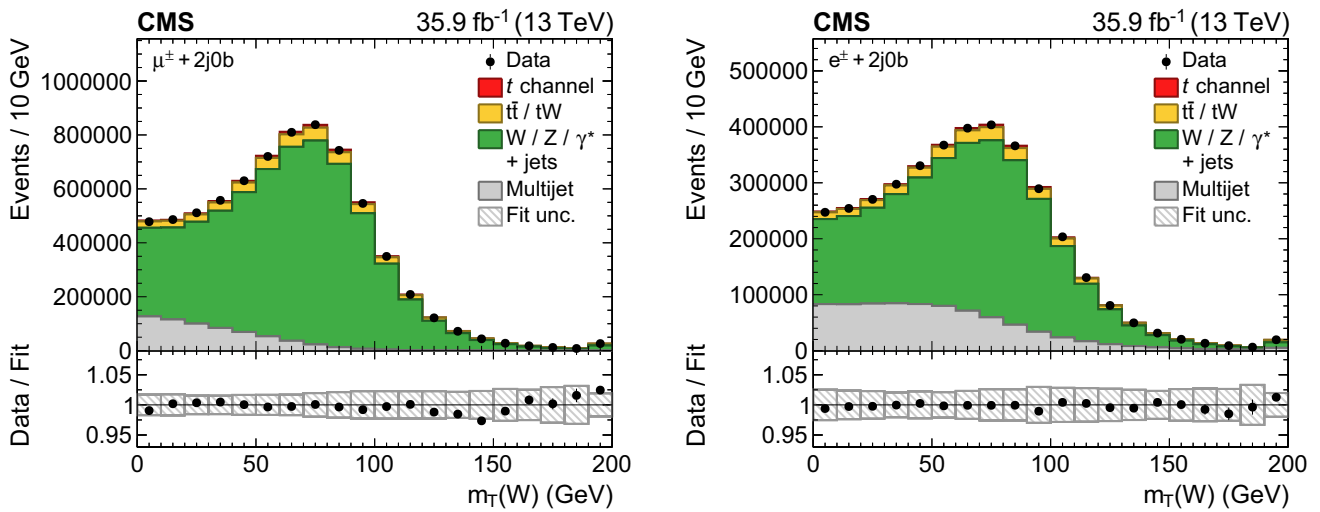 CMS 35.9 fb⁻¹ (13 TeV)
Events / 10 GeV
μ± + 2j0b
Data
t channel
tt̄ / tW
W / Z / γ*
+ jets
Multijet
Fit unc.
1000000
800000
600000
400000
200000
0
Data / Fit
1.05
1
0.95
0 50 100 150 200
m_T(W) (GeV)
CMS 35.9 fb⁻¹ (13 TeV)
Events / 10 GeV
e± + 2j0b
Data
t channel
tt̄ / tW
W / Z / γ*
+ jets
Multijet
Fit unc.
500000
400000
300000
200000
100000
0
Data / Fit
1.05
1
0.95
0 50 100 150 200
m_T(W) (GeV)